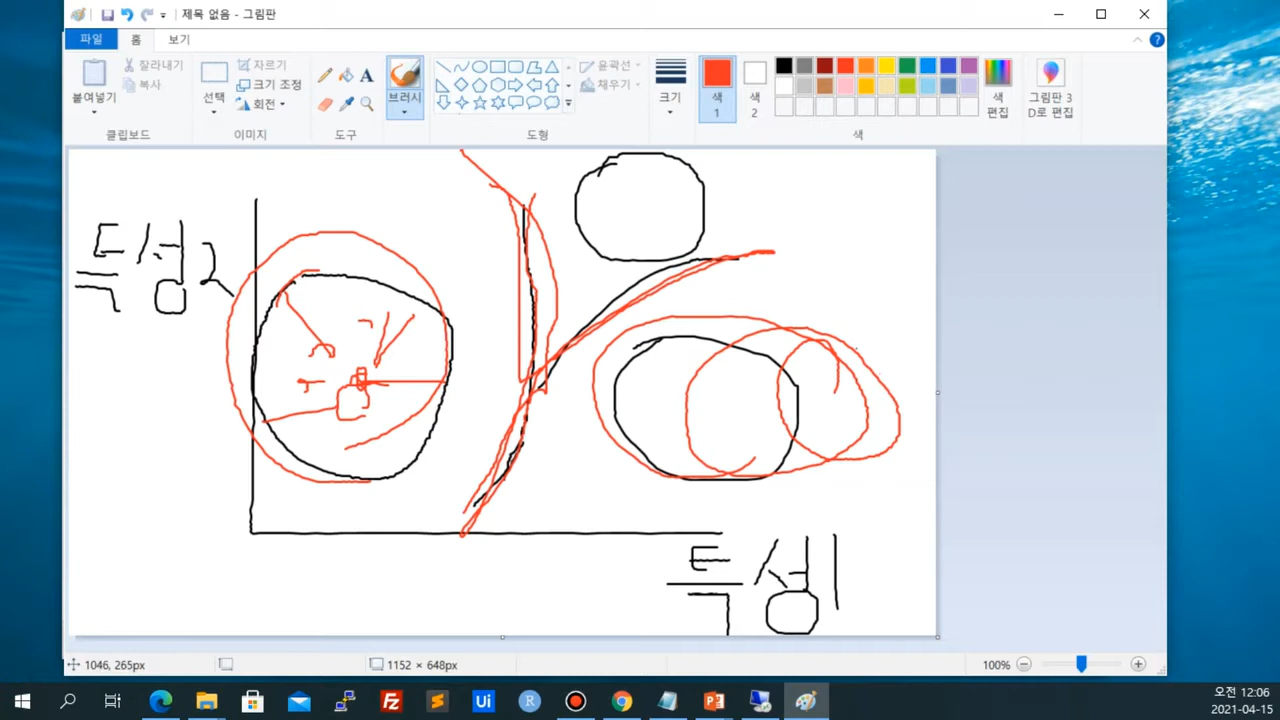 제목 없음 - 그림판
파일 홈 보기
붙여넣기
잘라내기
복사
클립보드
선택
자르기
크기 조정
회전
이미지
A
도구
브러시
윤곽선
채우기
도형
크기
색 1
색 2
색 편집
색
그림판 3D로 편집
특성2
특성1
1046, 265px
1152 × 648px
100%
Fz
S
Ui
R
P
오전 12:06
2021-04-15